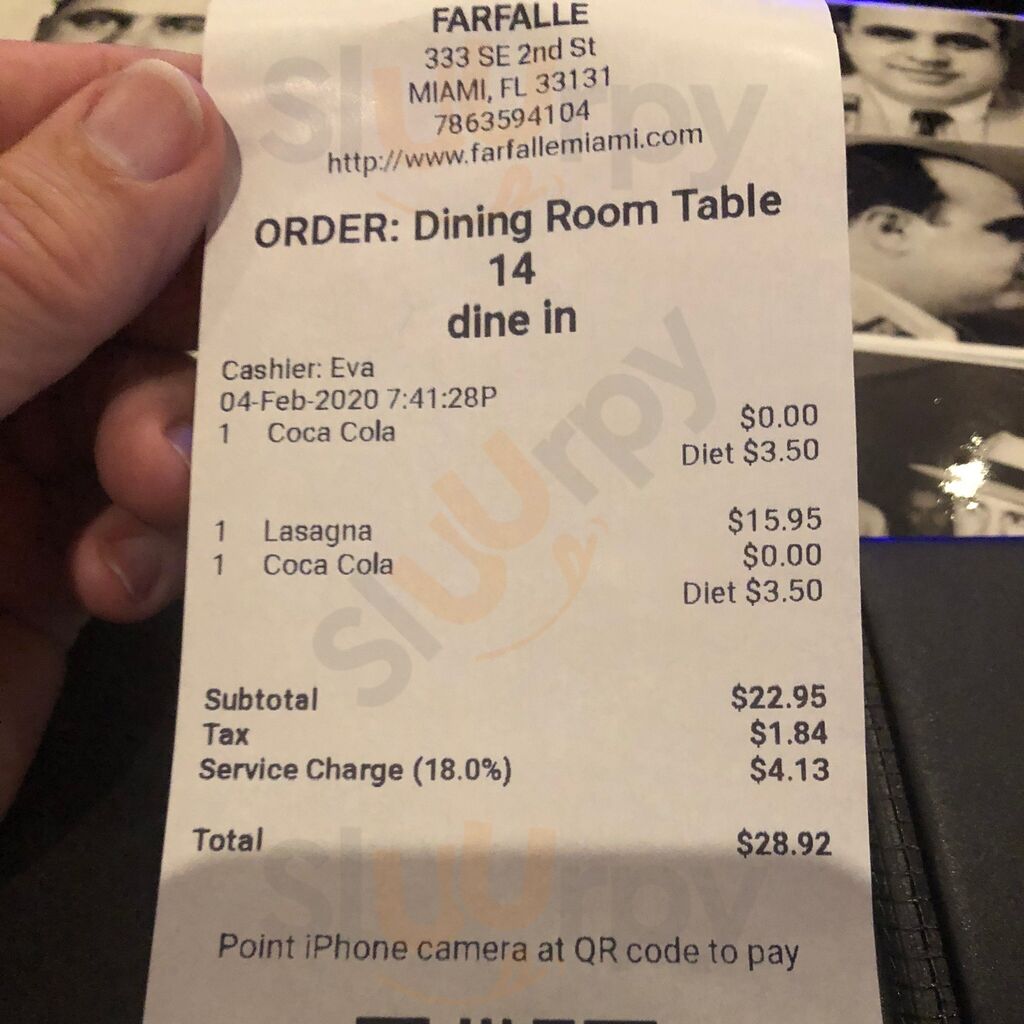 FARFALLE
333 SE 2nd St
MIAMI, FL 33131
7863594104
http://www.farfallemiami.com
ORDER: Dining Room Table
14
dine in
Cashier: Eva
04-Feb-2020 7:41:28P
1 Coca Cola $0.00
Diet $3.50
1 Lasagna $15.95
1 Coca Cola $0.00
Diet $3.50
Subtotal $22.95
Tax $1.84
Service Charge (18.0%) $4.13
Total $28.92
Point iPhone camera at QR code to pay
Slurpy
Sluurpy
Sluurpy